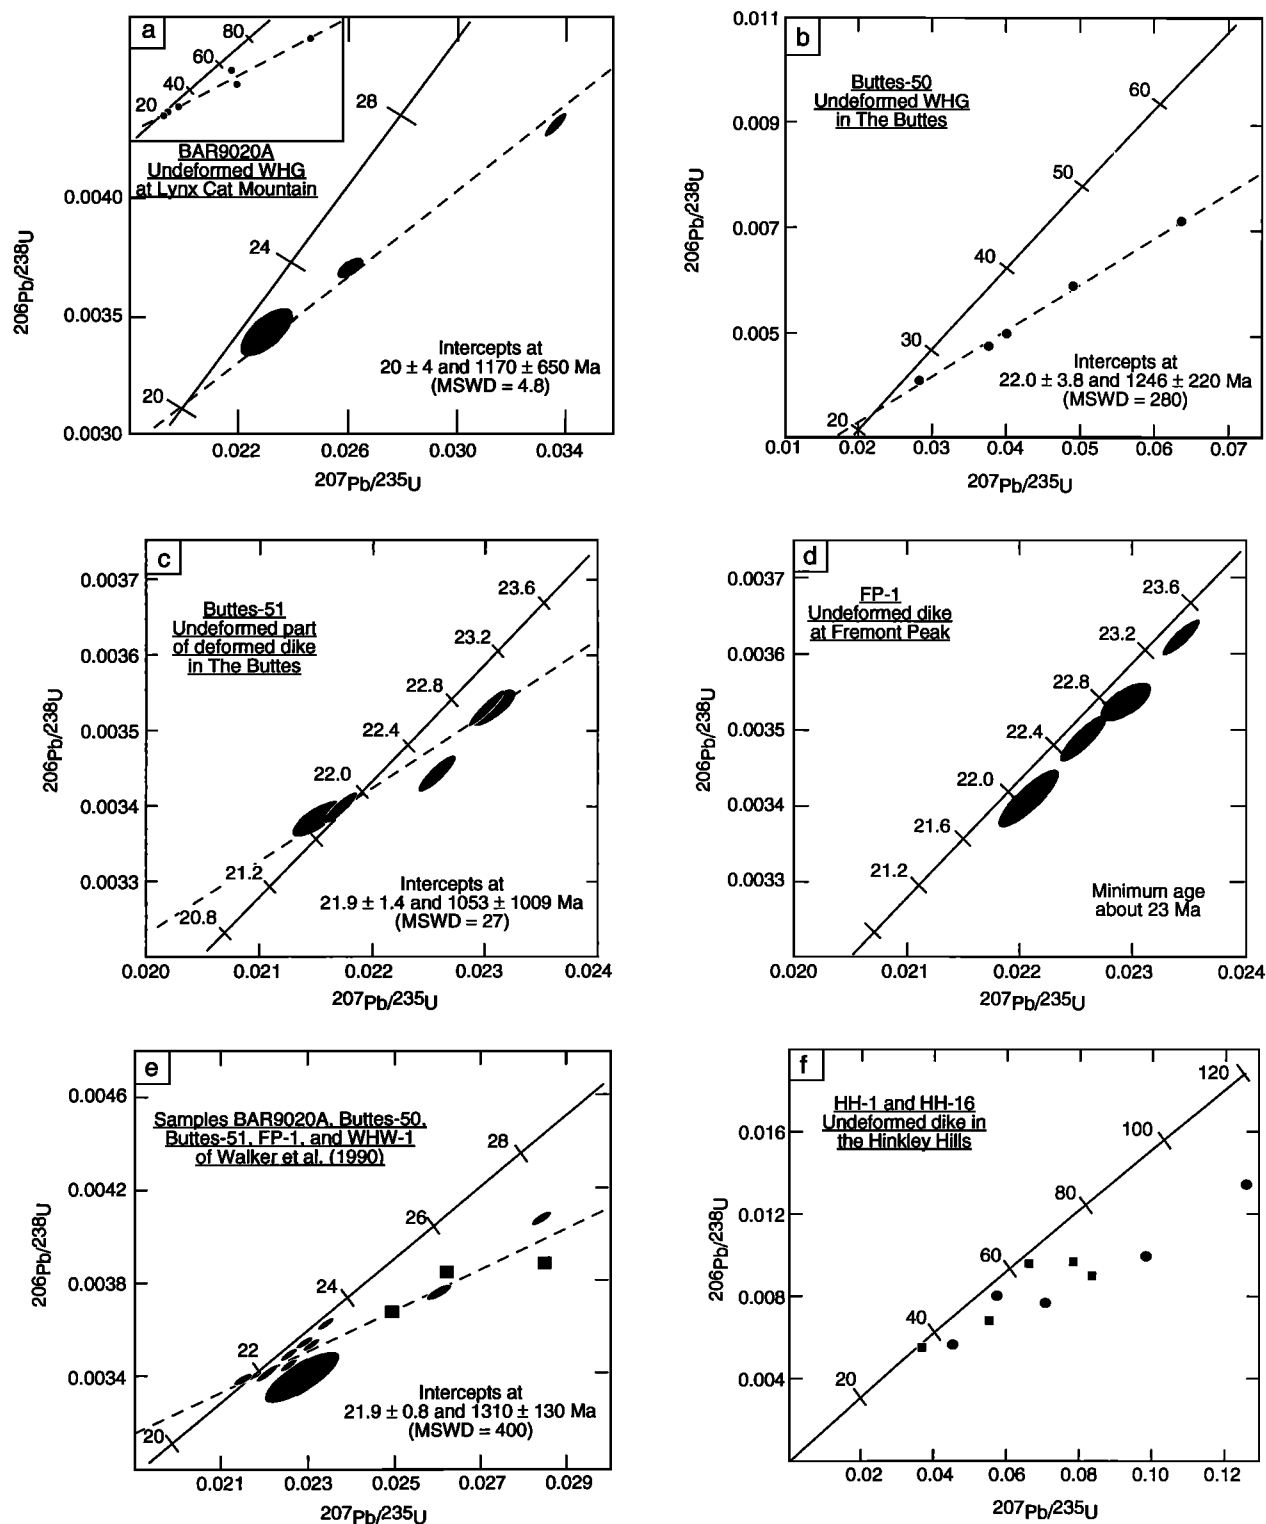 a
80
60
40
20
BAR9020A
Undeformed WHG
at Lynx Cat Mountain
28
24
20
0.0040
0.0035
0.0030
206Pb/238U
Intercepts at
20 ± 4 and 1170 ± 650 Ma
(MSWD = 4.8)
0.022 0.026 0.030 0.034
207Pb/235U
b
Buttes-50
Undeformed WHG
in The Buttes
0.011
0.009
0.007
0.005
206Pb/238U
60
50
40
30
20
Intercepts at
22.0 ± 3.8 and 1246 ± 220 Ma
(MSWD = 280)
0.01 0.02 0.03 0.04 0.05 0.06 0.07
207Pb/235U
c
Buttes-51
Undeformed part
of deformed dike
in The Buttes
0.0037
0.0036
0.0035
0.0034
0.0033
206Pb/238U
23.6
23.2
22.8
22.4
22.0
21.2
20.8
Intercepts at
21.9 ± 1.4 and 1053 ± 1009 Ma
(MSWD = 27)
0.020 0.021 0.022 0.023 0.024
207Pb/235U
d
FP-1
Undeformed dike
at Fremont Peak
0.0037
0.0036
0.0035
0.0034
0.0033
206Pb/238U
23.6
23.2
22.8
22.4
22.0
21.6
21.2
Minimum age
about 23 Ma
0.020 0.021 0.022 0.023 0.024
207Pb/235U
e
Samples BAR9020A, Buttes-50,
Buttes-51, FP-1, and WHW-1
of Walker et al. (1990)
0.0046
0.0042
0.0038
0.0034
206Pb/238U
28
26
24
22
20
Intercepts at
21.9 ± 0.8 and 1310 ± 130 Ma
(MSWD = 400)
0.021 0.023 0.025 0.027 0.029
207Pb/235U
f
HH-1 and HH-16
Undeformed dike in
the Hinkley Hills
0.016
0.012
0.008
0.004
206Pb/238U
120
100
80
60
40
20
0.02 0.04 0.06 0.08 0.10 0.12
207Pb/235U